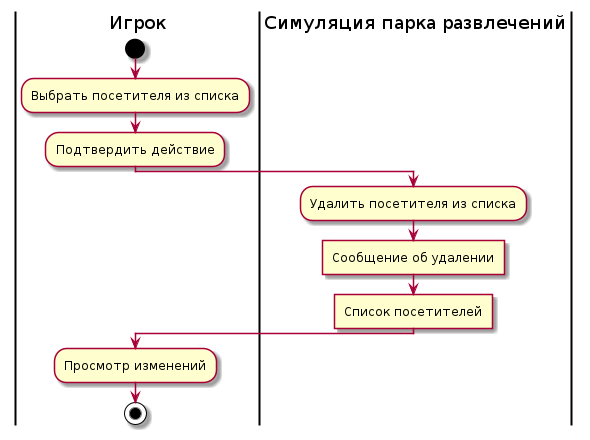 Игрок
Симуляция парка развлечений
Выбрать посетителя из списка
Подтвердить действие
Удалить посетителя из списка
Сообщение об удалении
Список посетителей
Просмотр изменений